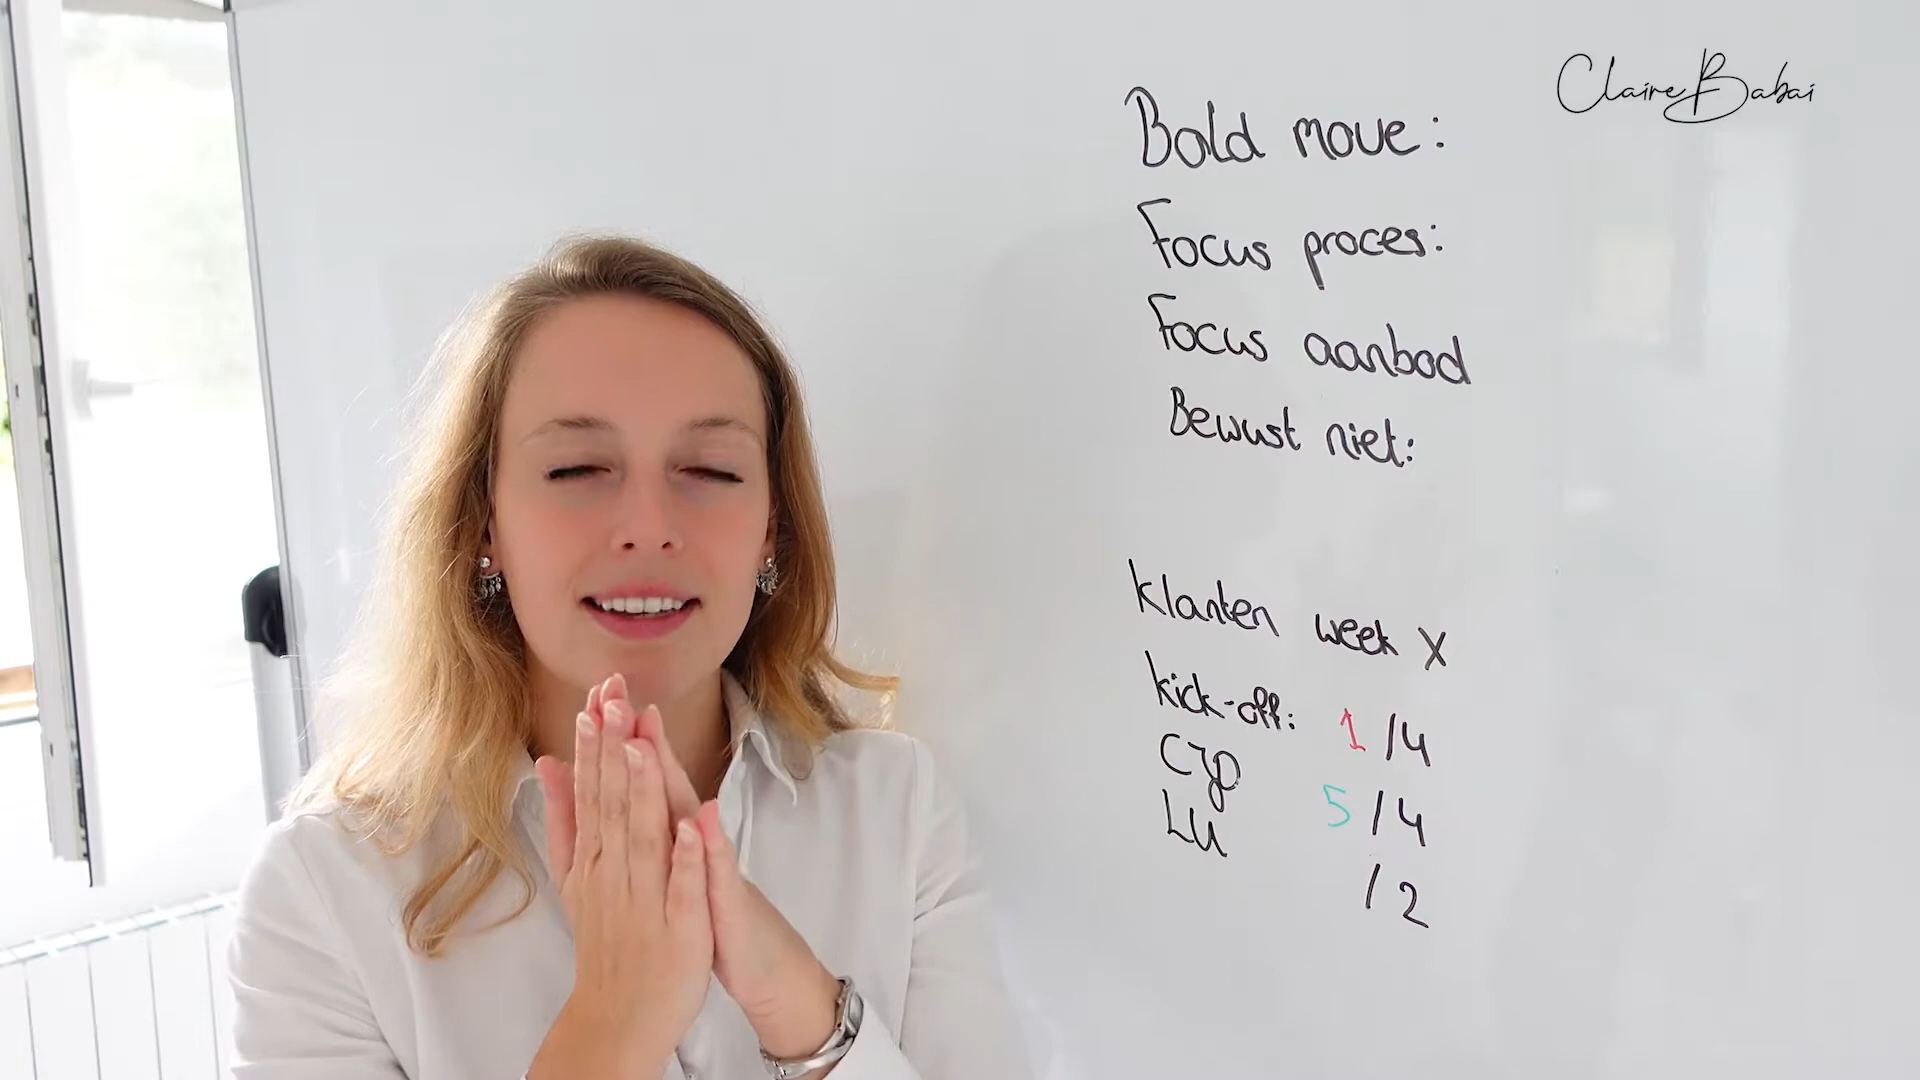 Claire Babai
Bold move:
Focus proces:
Focus aanbod
Bewust niet:
Klanten week X
kick-off: 1/4
CJP 5/4
LU /2